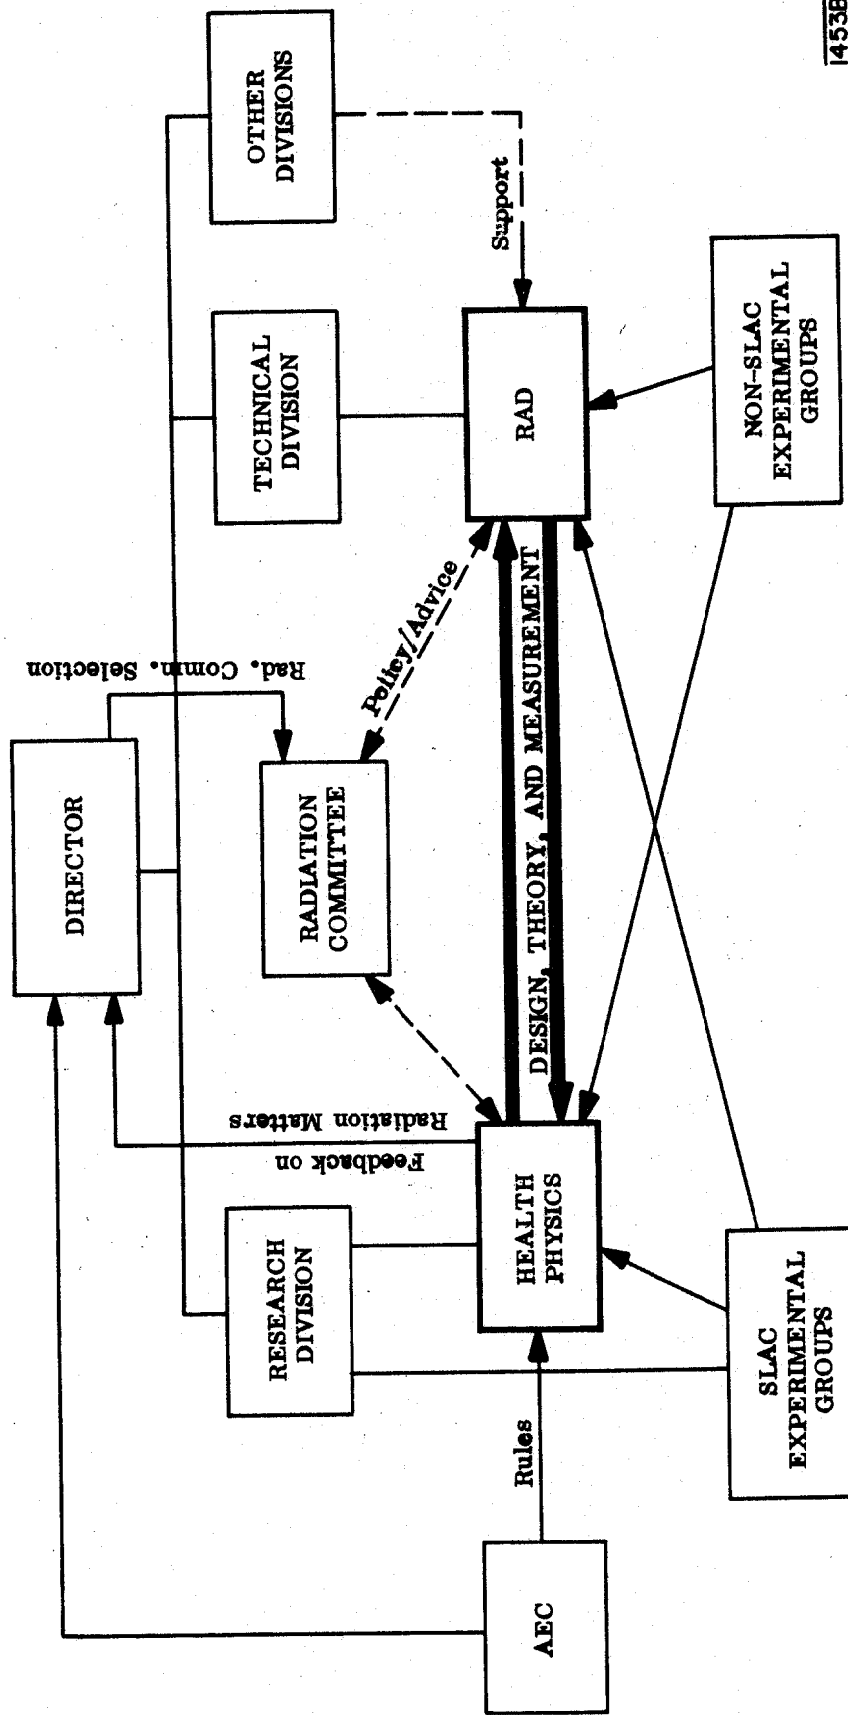 DIRECTOR
Rad. Comm. Selection
RESEARCH
DIVISION
Feedback on
Radiation Matters
RADIATION
COMMITTEE
TECHNICAL
DIVISION
OTHER
DIVISIONS
Policy/Advice
Support
AEC
Rules
HEALTH
PHYSICS
DESIGN, THEORY, AND MEASUREMENT
RAD
SLAC
EXPERIMENTAL
GROUPS
NON-SLAC
EXPERIMENTAL
GROUPS